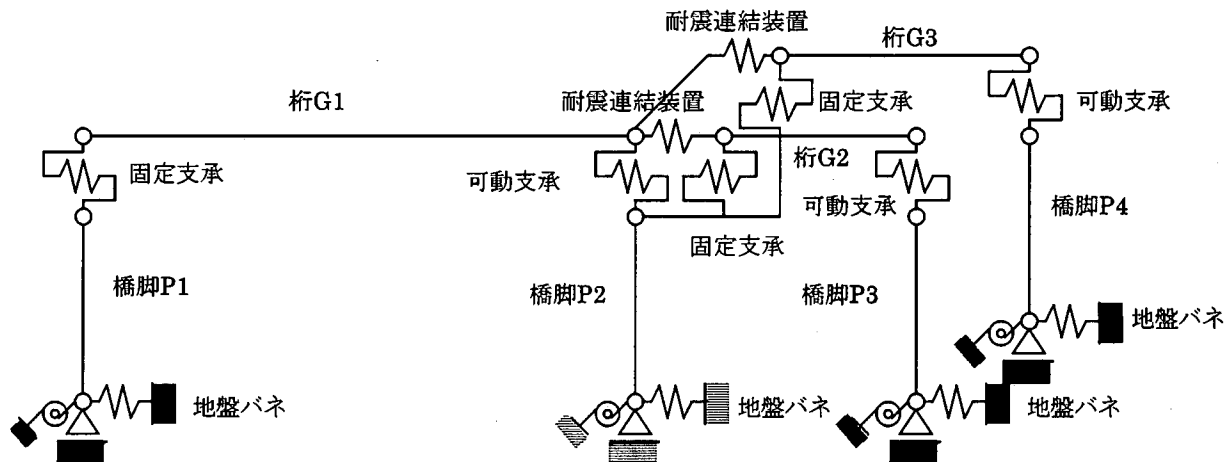 耐震連結装置
桁G3
桁G1
耐震連結装置
固定支承
可動支承
固定支承
可動支承
桁G2
可動支承
固定支承
橋脚P4
橋脚P1
橋脚P2
橋脚P3
地盤バネ
地盤バネ
地盤バネ
地盤バネ